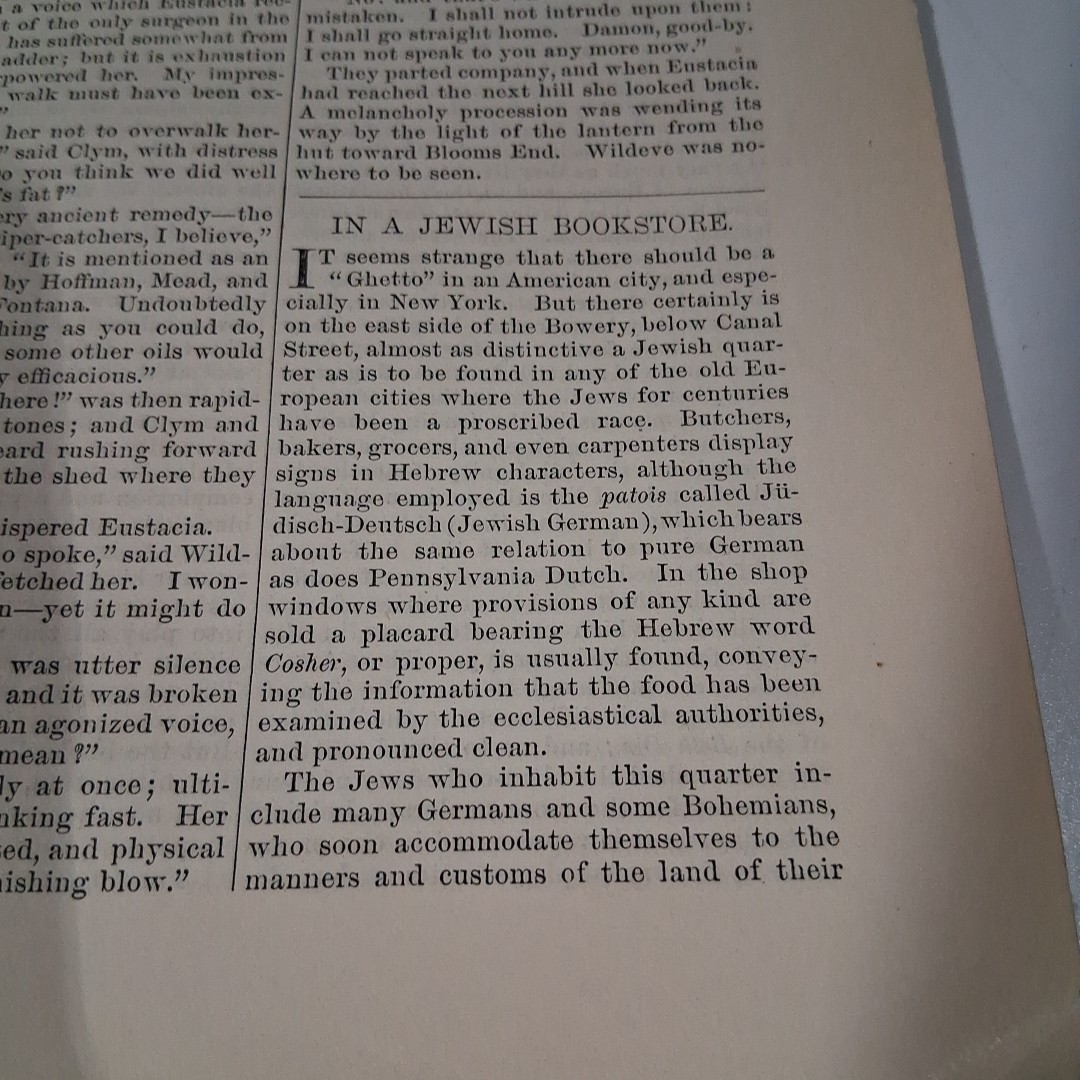 a voice which Eustacia rec-
t of the only surgeon in the
has suffered somewhat from
adder; but it is exhaustion
powered her. My impres-
walk must have been ex-
”
her not to overwalk her-
” said Clym, with distress
o you think we did well
’s fat?”
ery ancient remedy—the
iper-catchers, I believe,”
“It is mentioned as an
by Hoffman, Mead, and
Fontana. Undoubtedly
hing as you could do,
some other oils would
y efficacious.”
here!” was then rapid-
tones; and Clym and
eard rushing forward
the shed where they
ispered Eustacia.
o spoke,” said Wild-
fetched her. I won-
n—yet it might do
was utter silence
and it was broken
an agonized voice,
mean?”
ly at once; ulti-
nking fast. Her
sed, and physical
ishing blow.”
mistaken. I shall not intrude upon them:
I shall go straight home. Damon, good-by.
I can not speak to you any more now.”
They parted company, and when Eustacia
had reached the next hill she looked back.
A melancholy procession was wending its
way by the light of the lantern from the
hut toward Blooms End. Wildeve was no-
where to be seen.
IN A JEWISH BOOKSTORE.
IT seems strange that there should be a
“Ghetto” in an American city, and espe-
cially in New York. But there certainly is
on the east side of the Bowery, below Canal
Street, almost as distinctive a Jewish quar-
ter as is to be found in any of the old Eu-
ropean cities where the Jews for centuries
have been a proscribed race. Butchers,
bakers, grocers, and even carpenters display
signs in Hebrew characters, although the
language employed is the patois called Jü-
disch-Deutsch (Jewish German), which bears
about the same relation to pure German
as does Pennsylvania Dutch. In the shop
windows where provisions of any kind are
sold a placard bearing the Hebrew word
Cosher, or proper, is usually found, convey-
ing the information that the food has been
examined by the ecclesiastical authorities,
and pronounced clean.
The Jews who inhabit this quarter in-
clude many Germans and some Bohemians,
who soon accommodate themselves to the
manners and customs of the land of their